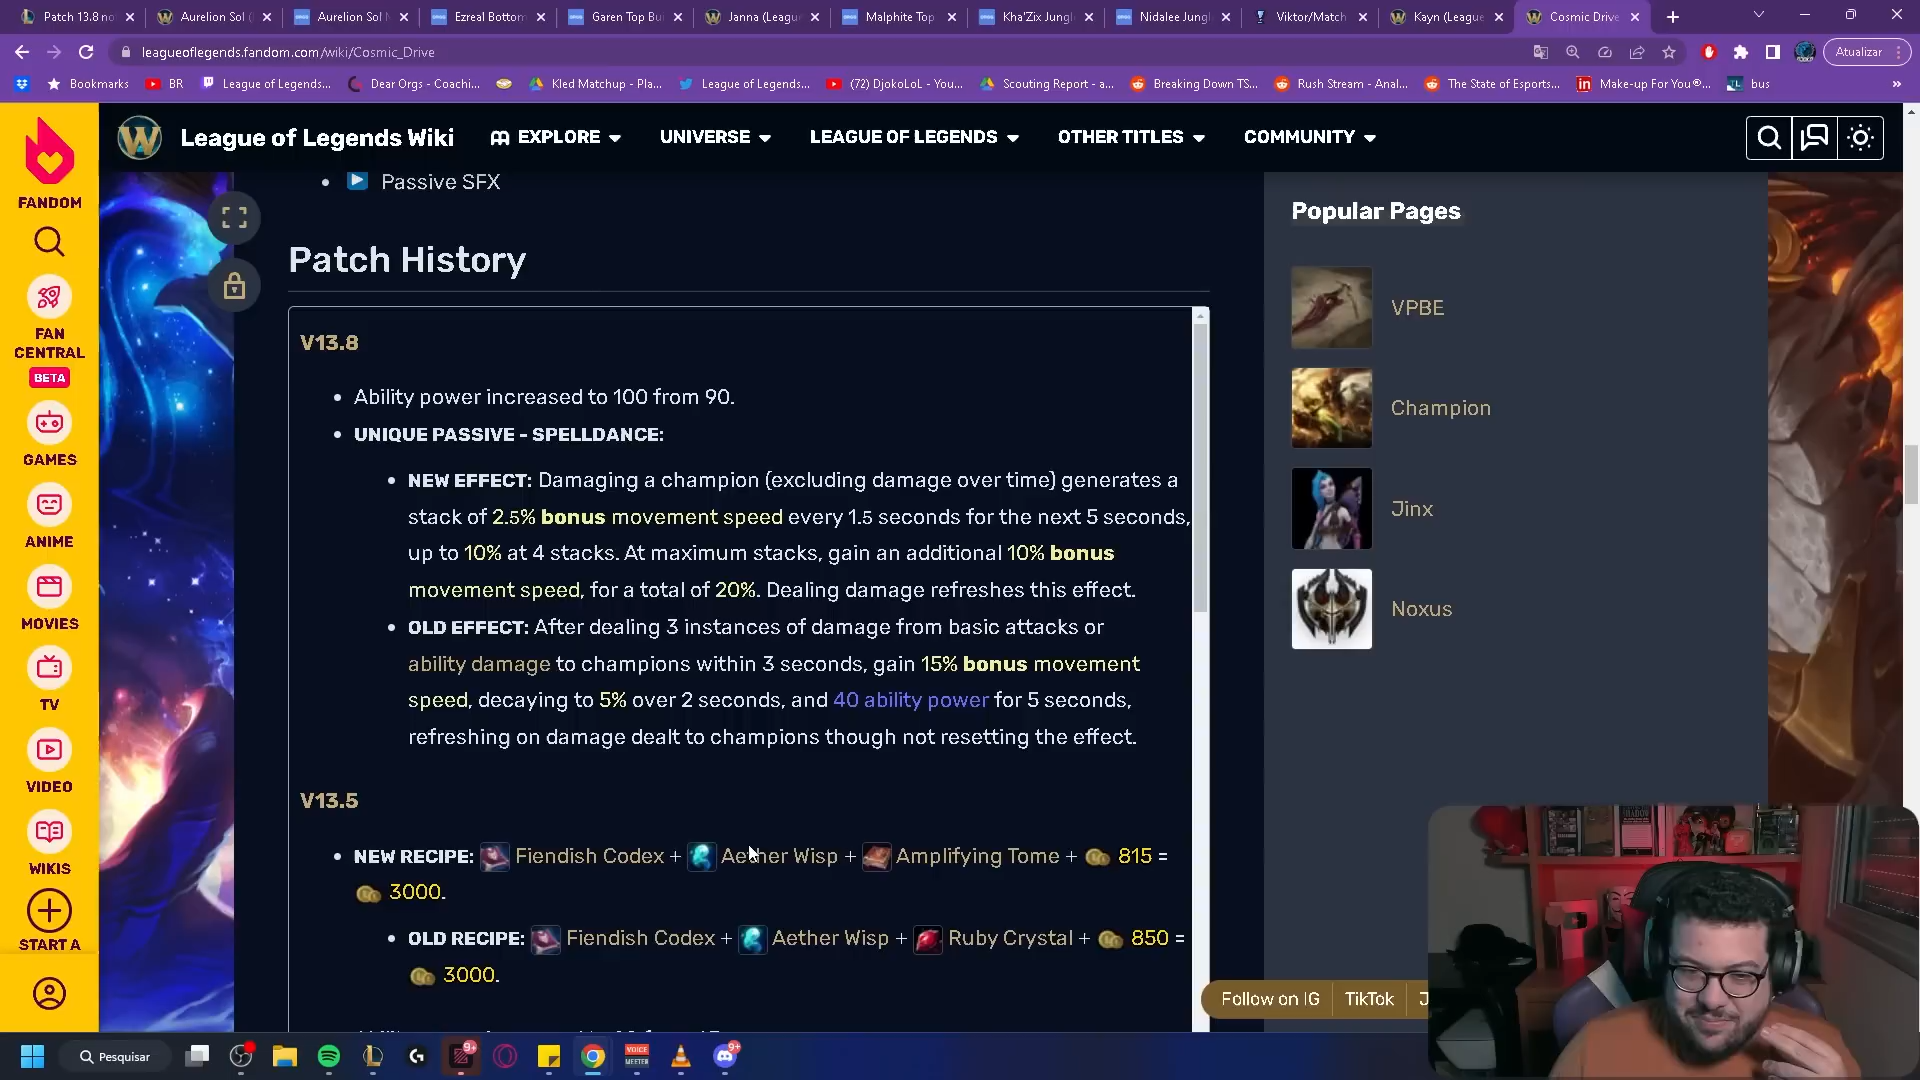 Patch 13.8 no
Aurelion Sol (
Aurelion Sol M
Ezreal Bottom
Garen Top Bu
Janna (Leagu
Malphite Top
Kha'Zix Jungl
Nidalee Jungl
Viktor/Match
Kayn (League
Cosmic Drive
leagueoflegends.fandom.com/wiki/Cosmic_Drive
Atualizar
Bookmarks
BR
League of Legends...
Dear Orgs - Coachi...
Kled Matchup - Pla...
League of Legends...
(72) DjokoLoL - You...
Scouting Report - a...
Breaking Down TS...
Rush Stream - Anal...
The State of Esports...
Make-up For You®...
bus
FANDOM
FAN CENTRAL
BETA
GAMES
ANIME
MOVIES
TV
VIDEO
WIKIS
START A
League of Legends Wiki
EXPLORE
UNIVERSE
LEAGUE OF LEGENDS
OTHER TITLES
COMMUNITY
• Passive SFX
Patch History
V13.8
• Ability power increased to 100 from 90.
• UNIQUE PASSIVE - SPELLDANCE:
• NEW EFFECT: Damaging a champion (excluding damage over time) generates a
stack of 2.5% bonus movement speed every 1.5 seconds for the next 5 seconds,
up to 10% at 4 stacks. At maximum stacks, gain an additional 10% bonus
movement speed, for a total of 20%. Dealing damage refreshes this effect.
• OLD EFFECT: After dealing 3 instances of damage from basic attacks or
ability damage to champions within 3 seconds, gain 15% bonus movement
speed, decaying to 5% over 2 seconds, and 40 ability power for 5 seconds,
refreshing on damage dealt to champions though not resetting the effect.
V13.5
• NEW RECIPE: Fiendish Codex + Aether Wisp + Amplifying Tome + 815 =
3000.
• OLD RECIPE: Fiendish Codex + Aether Wisp + Ruby Crystal + 850 =
3000.
Popular Pages
VPBE
Champion
Jinx
Noxus
Follow on IG
TikTok
J
Pesquisar
9+
VOICE MEETER
9+